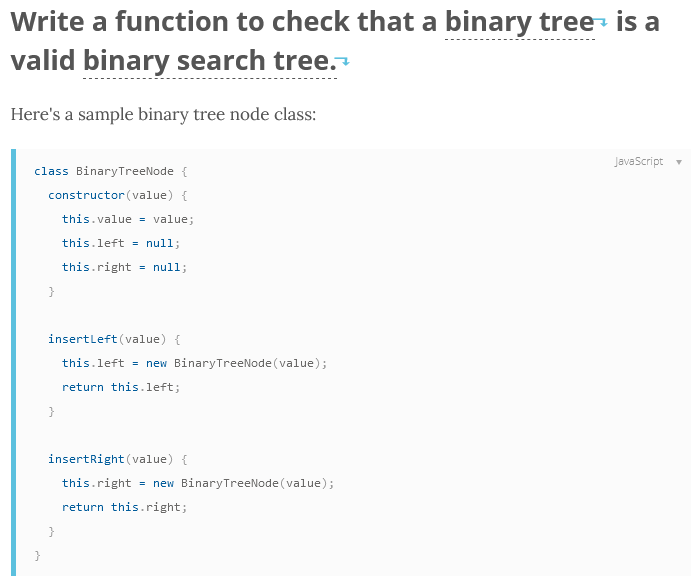 Write a function to check that a binary tree is a
valid binary search tree.
Here's a sample binary tree node class:
JavaScript
class BinaryTreeNode {
  constructor(value) {
    this.value = value;
    this.left = null;
    this.right = null;
  }

  insertLeft(value) {
    this.left = new BinaryTreeNode(value);
    return this.left;
  }

  insertRight(value) {
    this.right = new BinaryTreeNode(value);
    return this.right;
  }
}